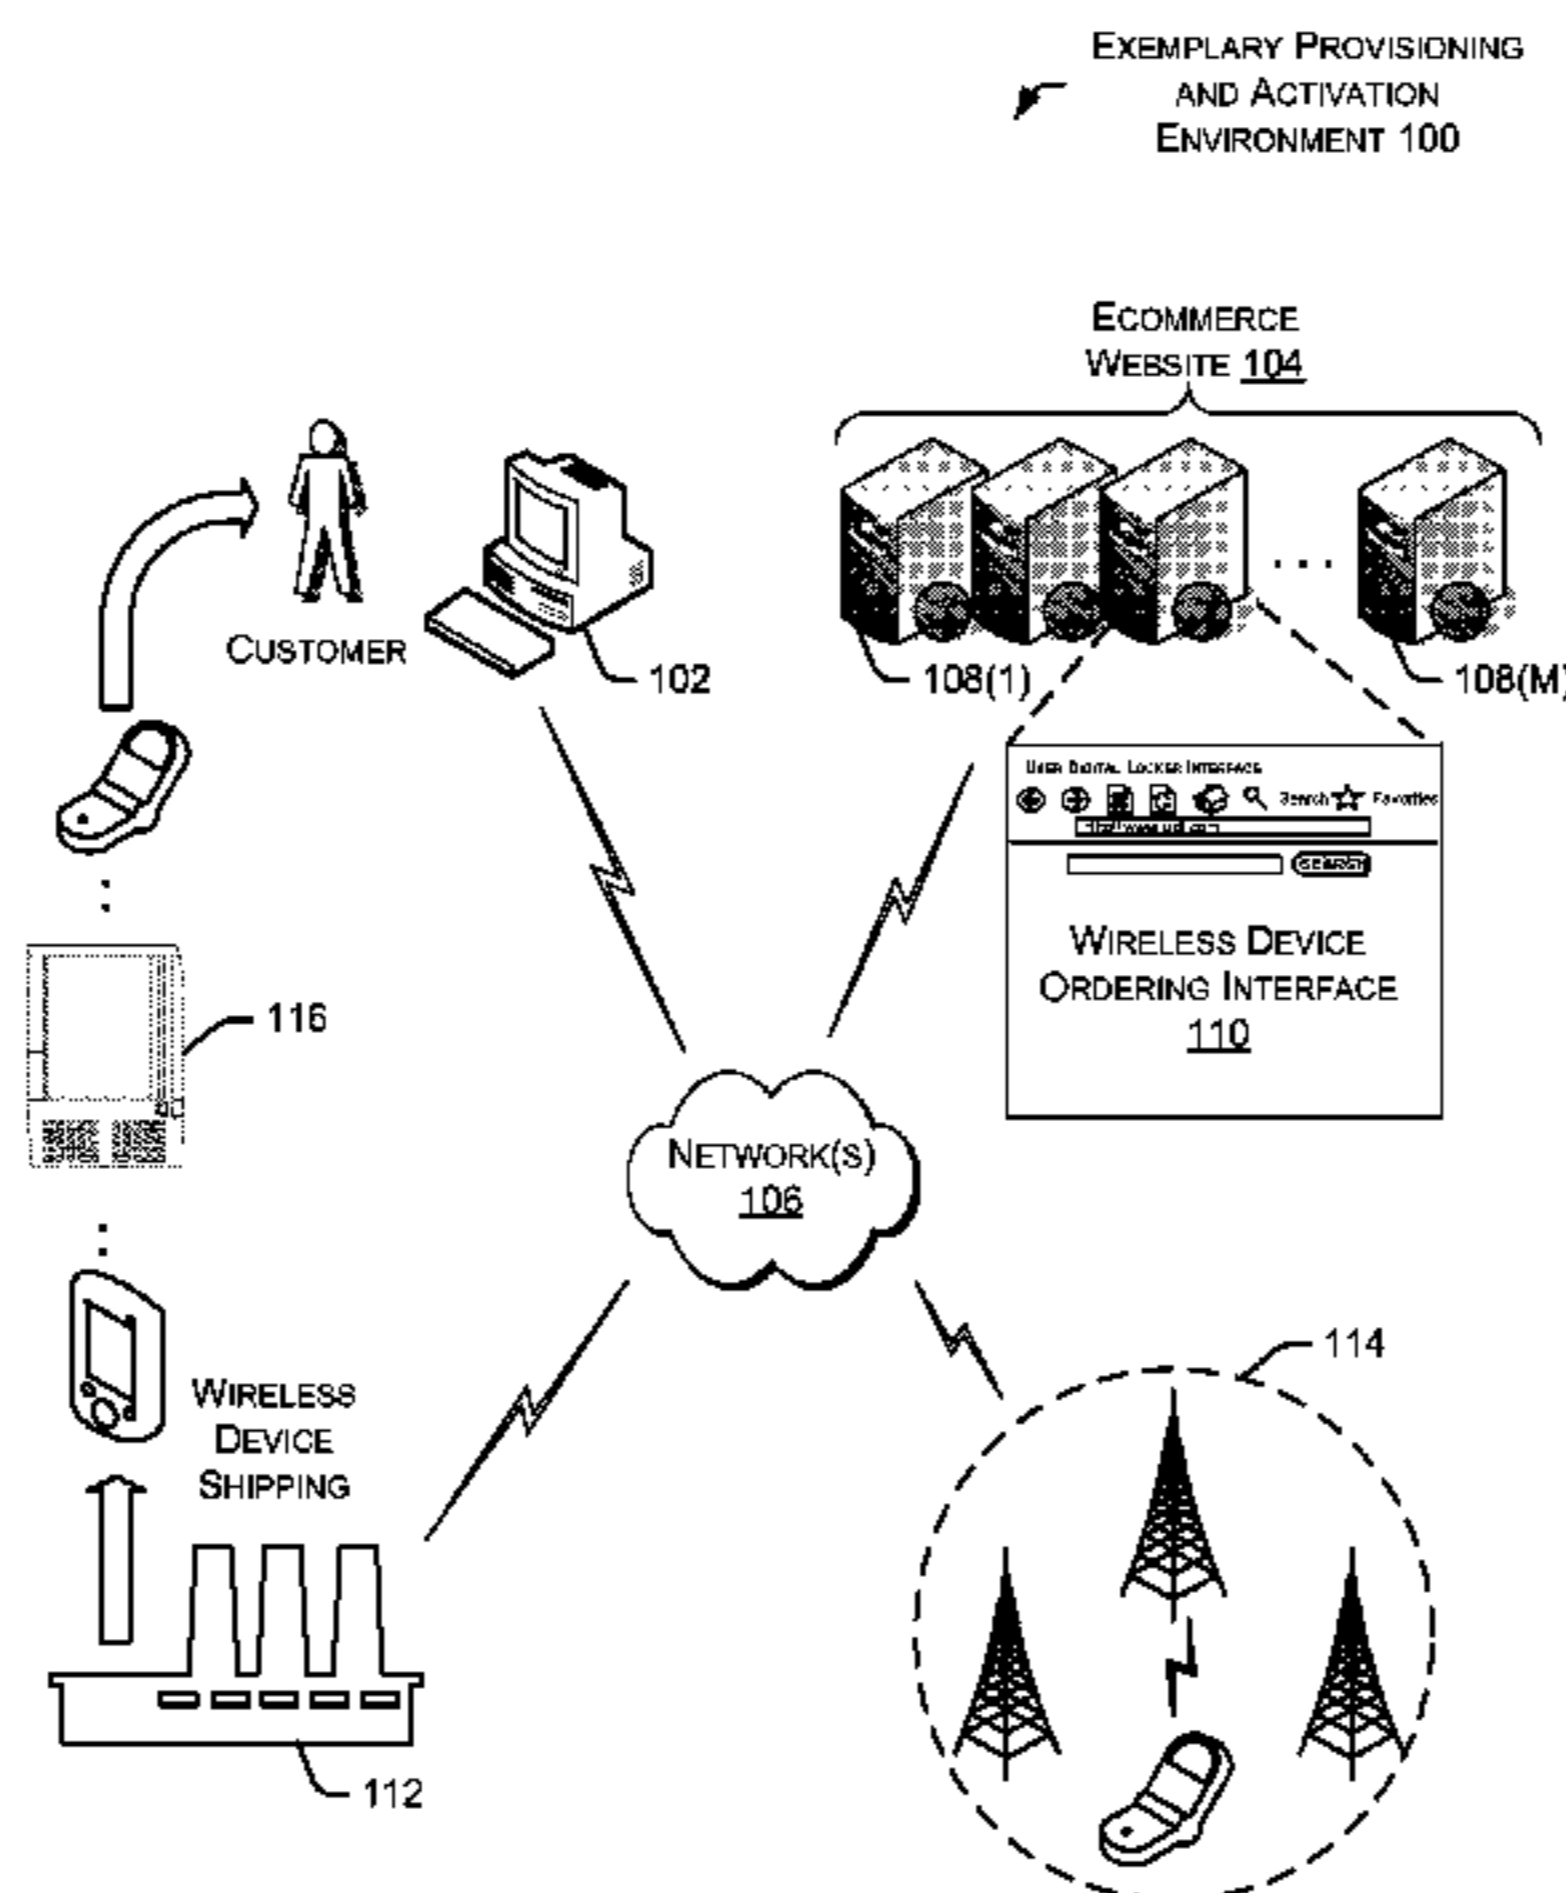 EXEMPLARY PROVISIONING
AND ACTIVATION
ENVIRONMENT 100
ECOMMERCE
WEBSITE 104
CUSTOMER
102
108(1)
108(M)
USER DIGITAL LOCKER INTERFACE
Search
Favorites
SEARCH
WIRELESS DEVICE
ORDERING INTERFACE
110
116
NETWORK(S)
106
114
WIRELESS
DEVICE
SHIPPING
112